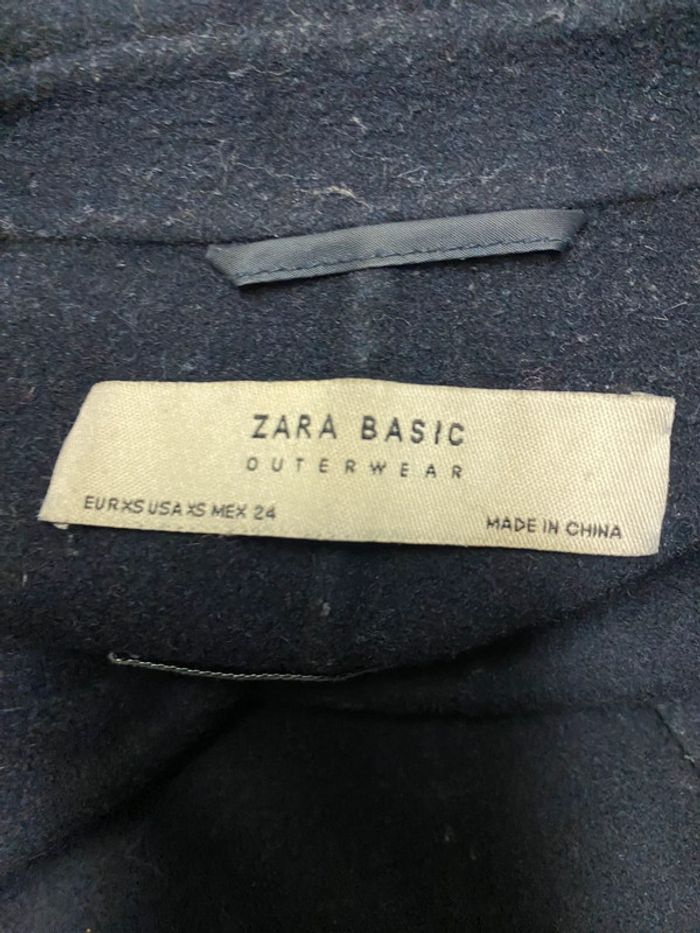 ZARA BASIC
OUTERWEAR
EUR XS USA XS MEX 24
MADE IN CHINA